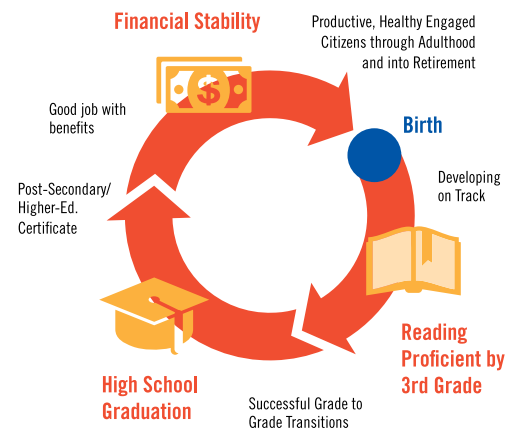 Financial Stability
Productive, Healthy Engaged
Citizens through Adulthood
and into Retirement
$
Birth
Developing
on Track
Reading
Proficient by
3rd Grade
Successful Grade to
Grade Transitions
High School
Graduation
Post-Secondary/
Higher-Ed.
Certificate
Good job with
benefits